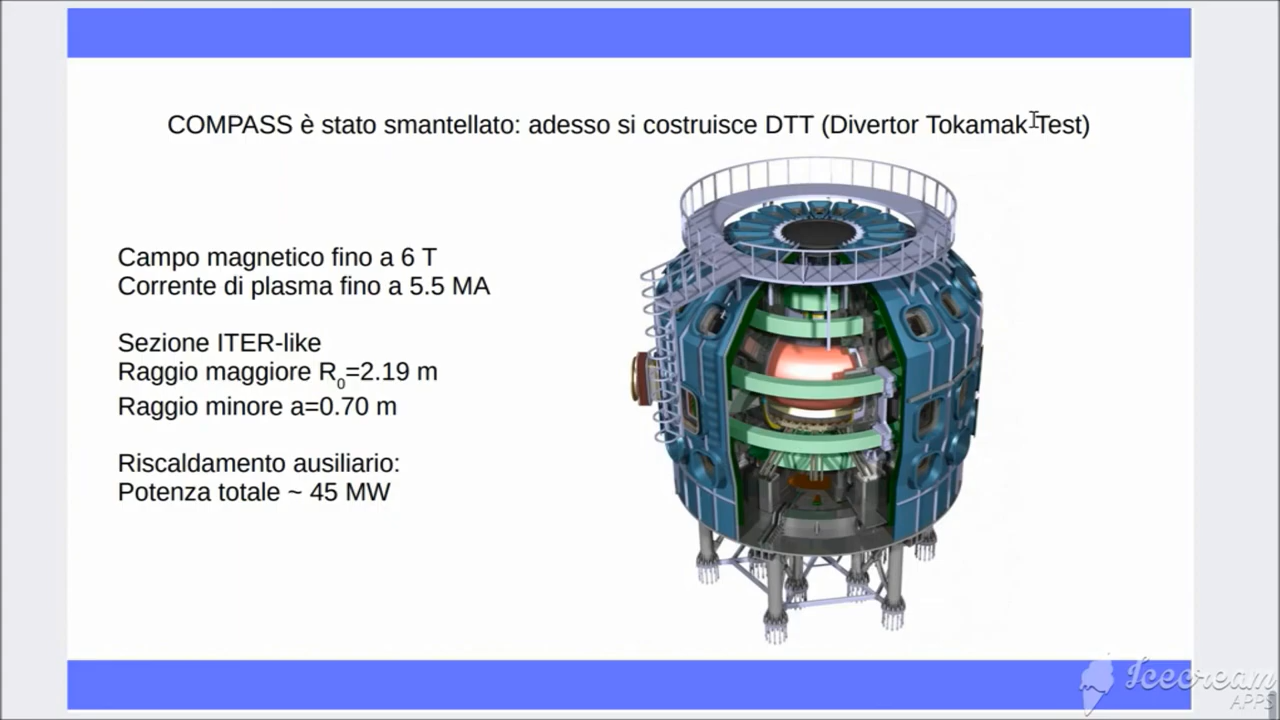 COMPASS è stato smantellato: adesso si costruisce DTT (Divertor Tokamak Test)
Campo magnetico fino a 6 T
Corrente di plasma fino a 5.5 MA
Sezione ITER-like
Raggio maggiore R0=2.19 m
Raggio minore a=0.70 m
Riscaldamento ausiliario:
Potenza totale ~ 45 MW
Icecream
APPS